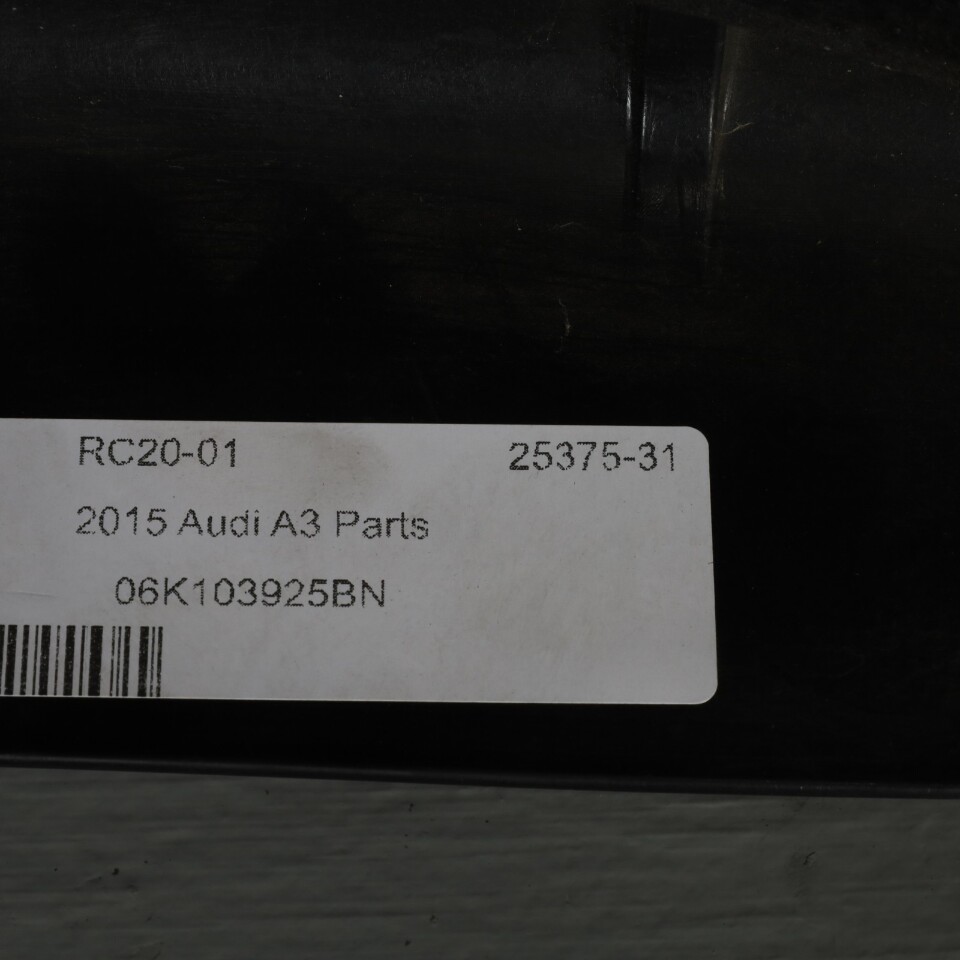 RC20-01 25375-31
2015 Audi A3 Parts
06K103925BN